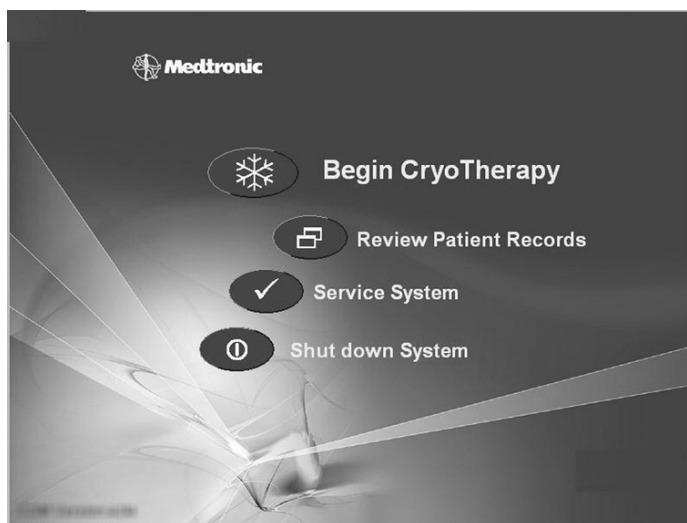 Medtronic
Begin CryoTherapy
Review Patient Records
Service System
Shut down System